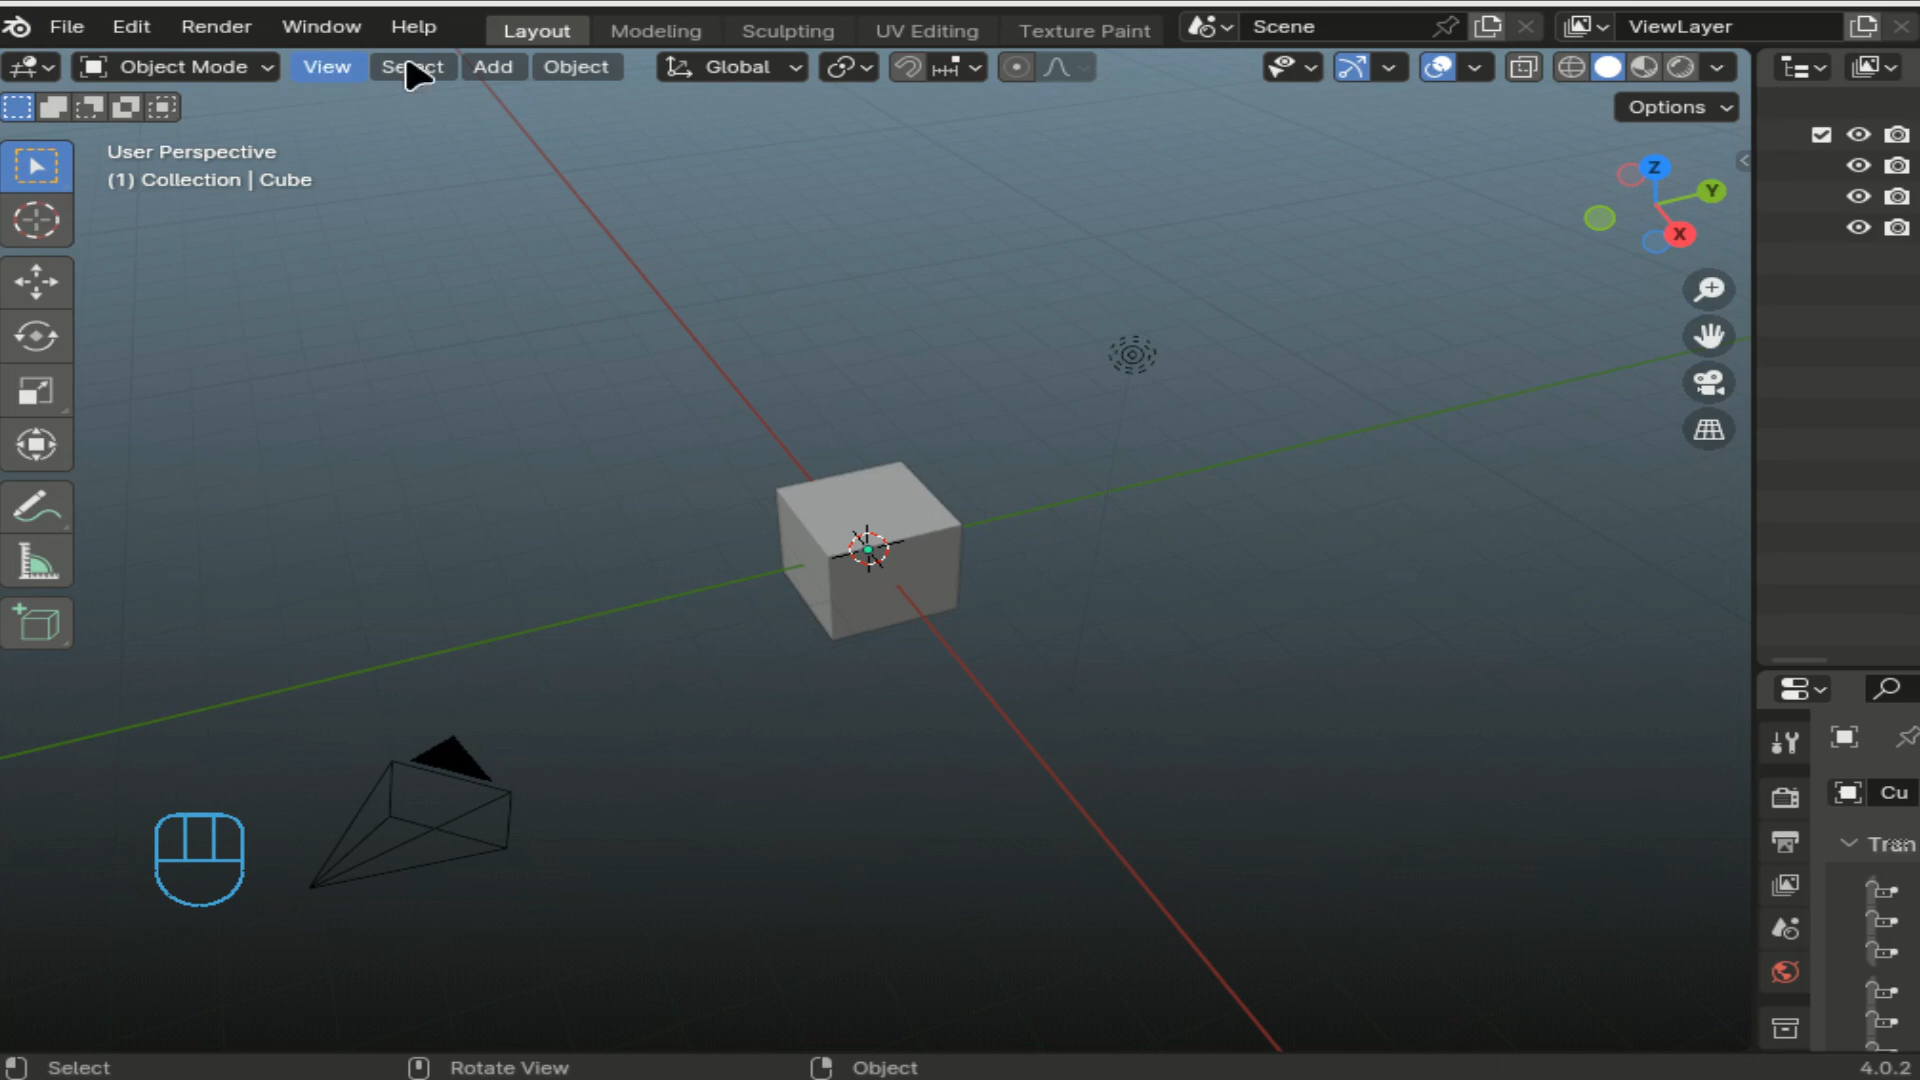 File Edit Render Window Help Layout Modeling Sculpting UV Editing Texture Paint Scene ViewLayer
Object Mode View Select Add Object Global
Options
User Perspective
(1) Collection | Cube
Z
Y
X
Cu
Tran
Select Rotate View Object 4.0.2